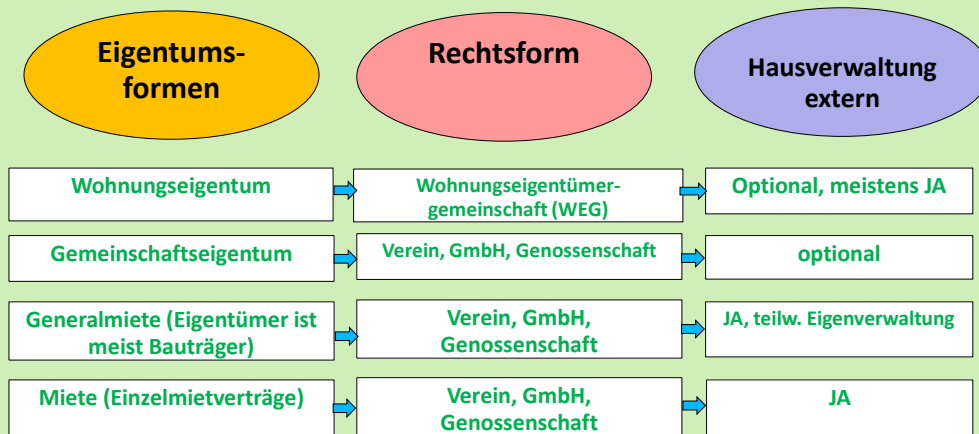 Eigentums-
formen
Rechtsform
Hausverwaltung
extern
Wohnungseigentum
Wohnungseigentümer-
gemeinschaft (WEG)
Optional, meistens JA
Gemeinschaftseigentum
Verein, GmbH, Genossenschaft
optional
Generalmiete (Eigentümer ist
meist Bauträger)
Verein, GmbH,
Genossenschaft
JA, teilw. Eigenverwaltung
Miete (Einzelmietverträge)
Verein, GmbH,
Genossenschaft
JA